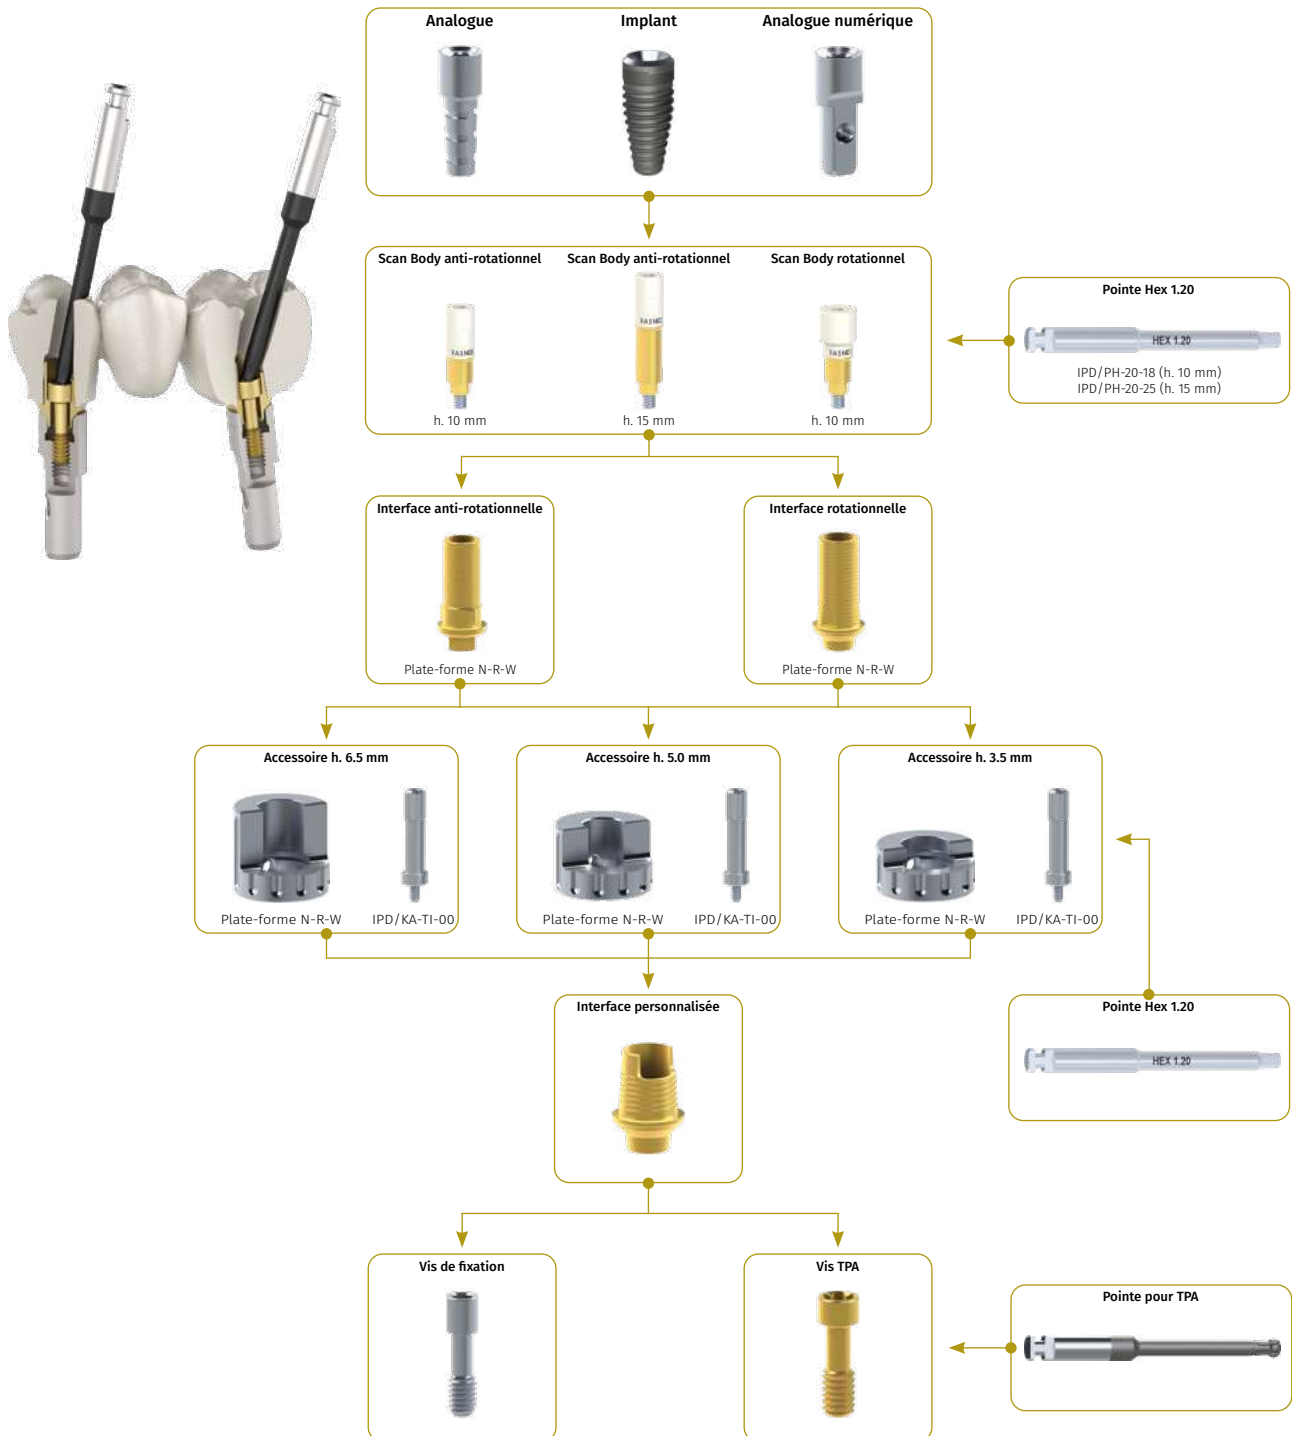 Analogue
Implant
Analogue numérique
Scan Body anti-rotationnel
Scan Body anti-rotationnel
Scan Body rotationnel
h. 10 mm
h. 15 mm
h. 10 mm
Pointe Hex 1.20
HEX 1.20
IPD/PH-20-18 (h. 10 mm)
IPD/PH-20-25 (h. 15 mm)
Interface anti-rotationnelle
Interface rotationnelle
Plate-forme N-R-W
Plate-forme N-R-W
Accessoire h. 6.5 mm
Accessoire h. 5.0 mm
Accessoire h. 3.5 mm
Plate-forme N-R-W
IPD/KA-TI-00
Plate-forme N-R-W
IPD/KA-TI-00
Plate-forme N-R-W
IPD/KA-TI-00
Interface personnalisée
Pointe Hex 1.20
HEX 1.20
Vis de fixation
Vis TPA
Pointe pour TPA